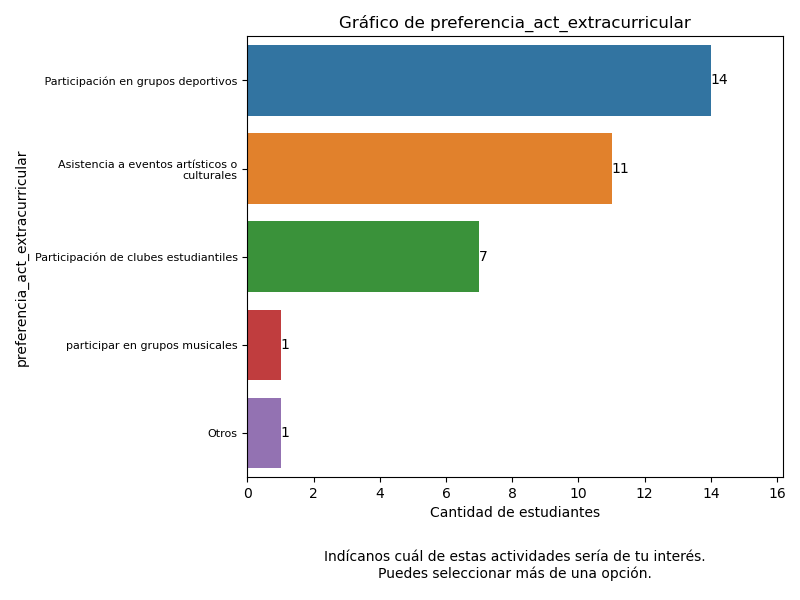 Gráfico de preferencia_act_extracurricular
preferencia_act_extracurricular
Participación en grupos deportivos
14
Asistencia a eventos artísticos o
culturales
11
Participación de clubes estudiantiles
7
participar en grupos musicales
1
Otros
1
0 2 4 6 8 10 12 14 16
Cantidad de estudiantes
Indícanos cuál de estas actividades sería de tu interés.
Puedes seleccionar más de una opción.